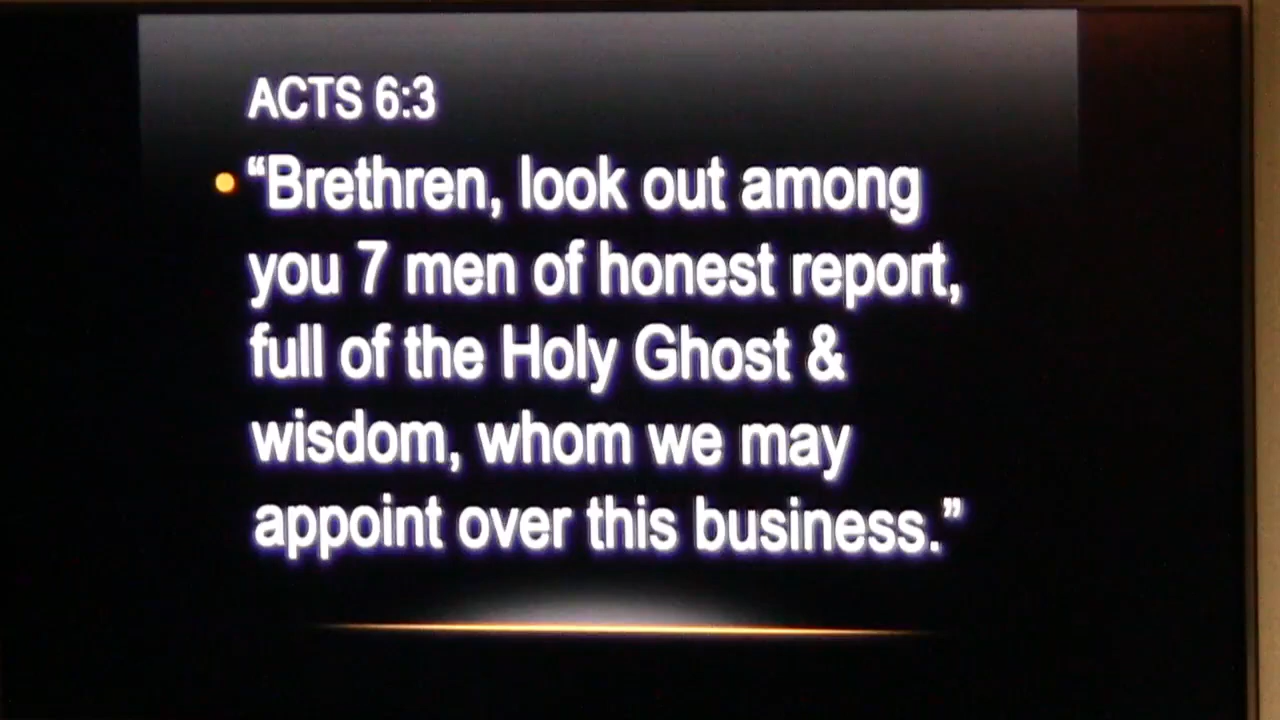 ACTS 6:3
• “Brethren, look out among
you 7 men of honest report,
full of the Holy Ghost &
wisdom, whom we may
appoint over this business.”